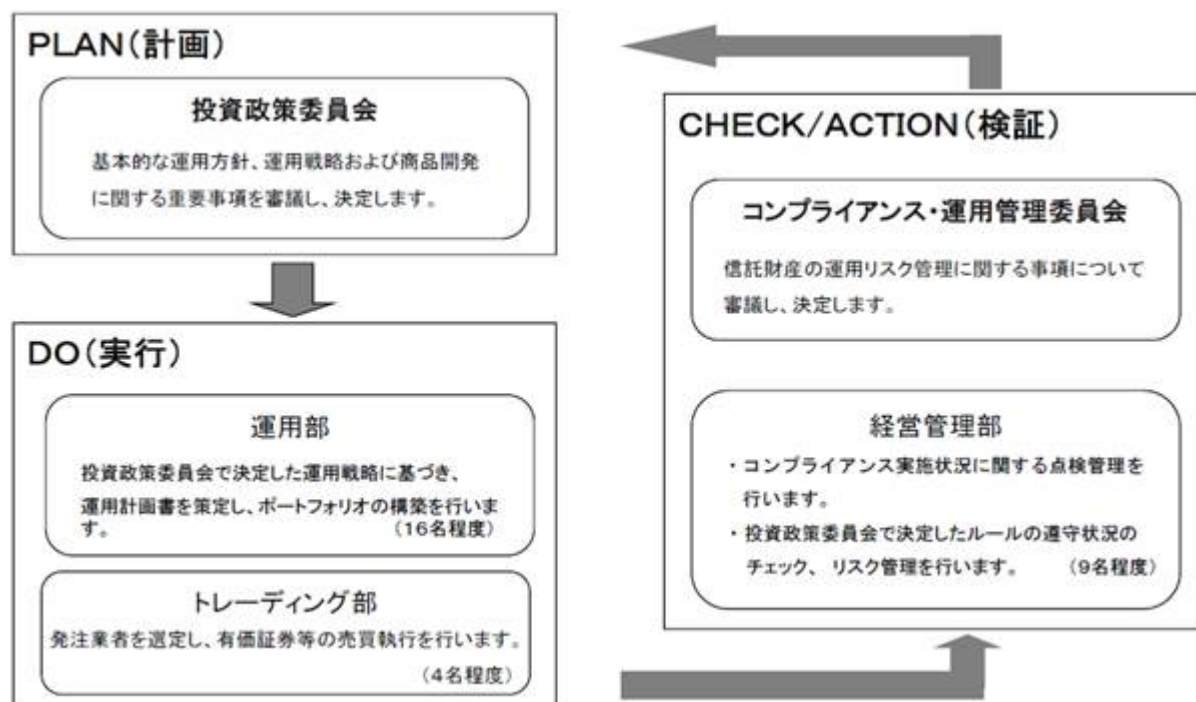 PLAN(計画)
投資政策委員会
基本的な運用方針、運用戦略および商品開発
に関する重要事項を審議し、決定します。
DO(実行)
運用部
投資政策委員会で決定した運用戦略に基づき、
運用計画書を策定し、ポートフォリオの構築を行いま
す。 (16名程度)
トレーディング部
発注業者を選定し、有価証券等の売買執行を行います。
(4名程度)
CHECK/ACTION(検証)
コンプライアンス・運用管理委員会
信託財産の運用リスク管理に関する事項について
審議し、決定します。
経営管理部
・コンプライアンス実施状況に関する点検管理を
行います。
・投資政策委員会で決定したルールの遵守状況の
チェック、 リスク管理を行います。 (9名程度)